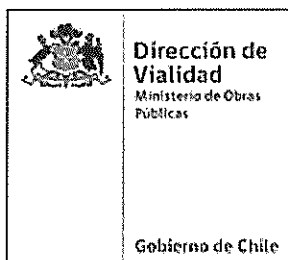 Dirección de
Vialidad
Ministerio de Obras
Públicas
Gobierno de Chile